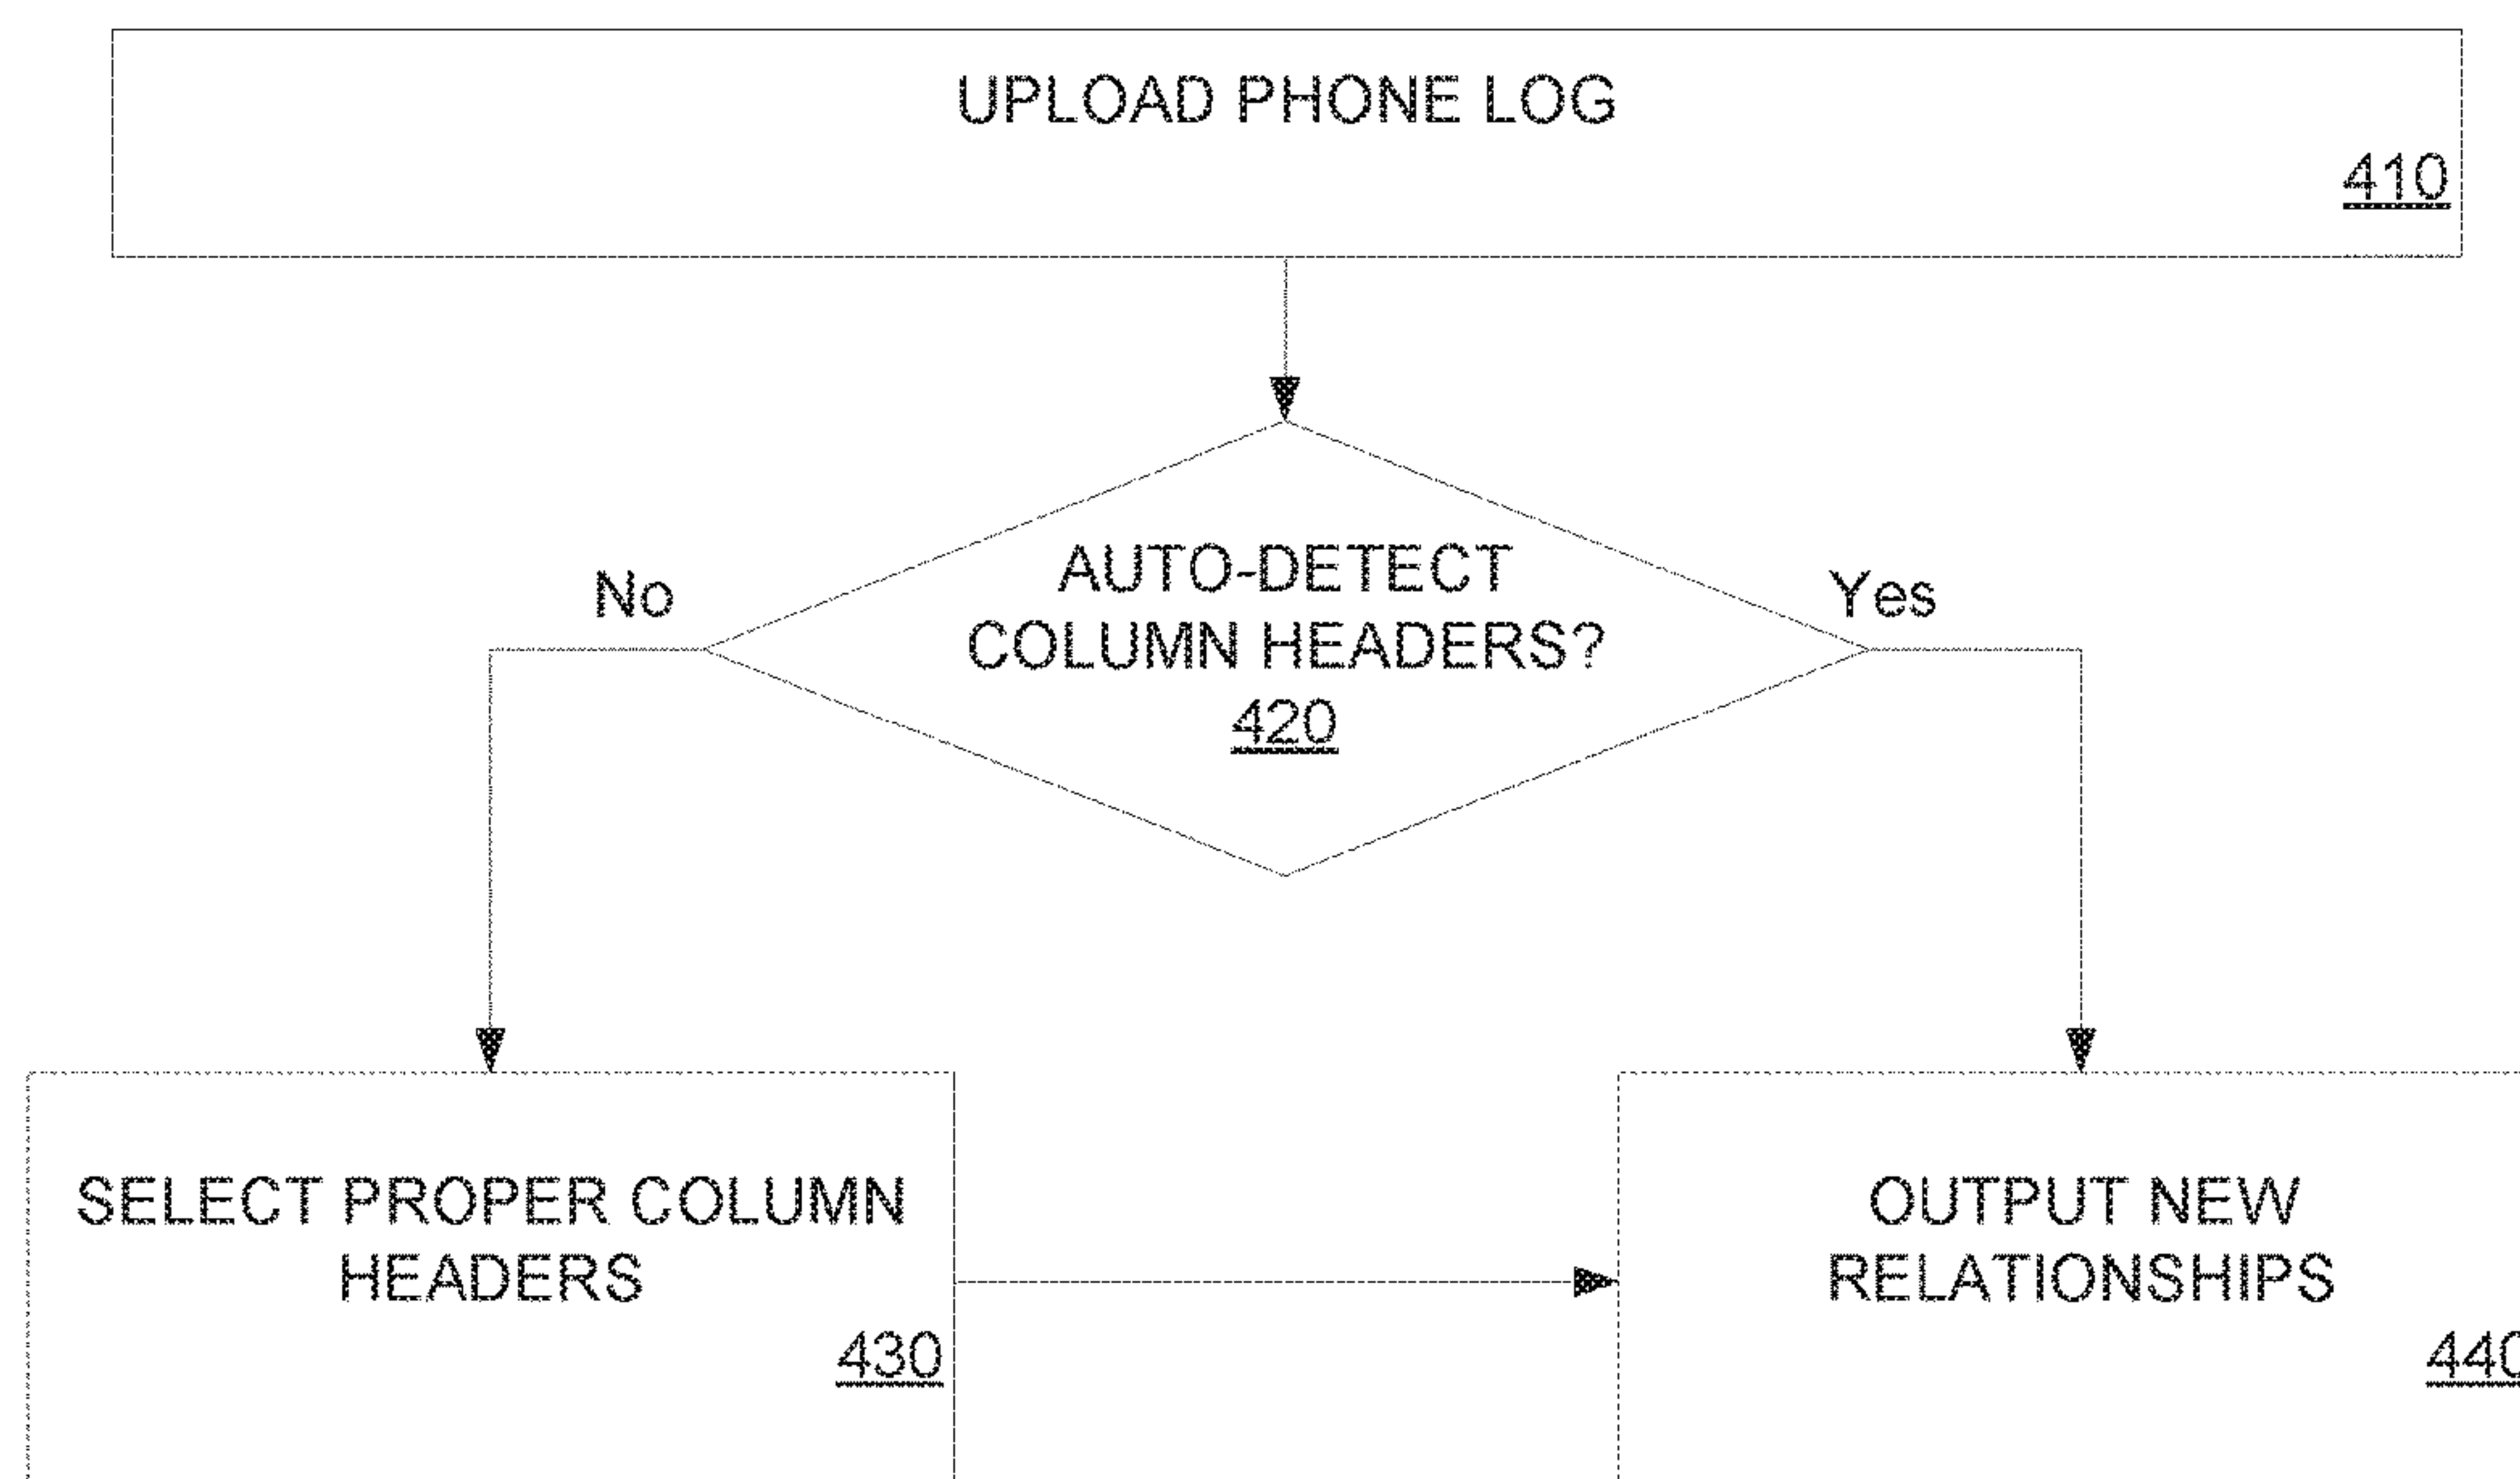 UPLOAD PHONE LOG
410
AUTO-DETECT
COLUMN HEADERS?
420
No
Yes
SELECT PROPER COLUMN
HEADERS
430
OUTPUT NEW
RELATIONSHIPS
440